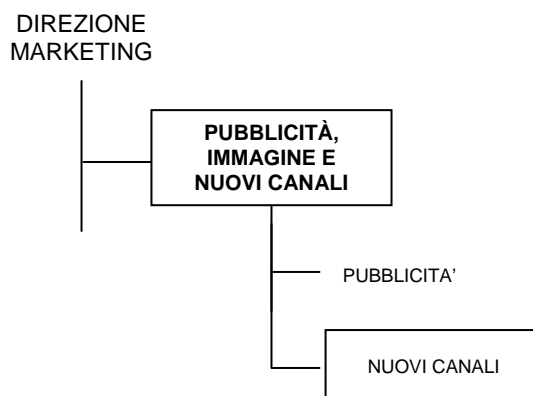 DIREZIONE
MARKETING
PUBBLICITÀ,
IMMAGINE E
NUOVI CANALI
PUBBLICITA’
NUOVI CANALI